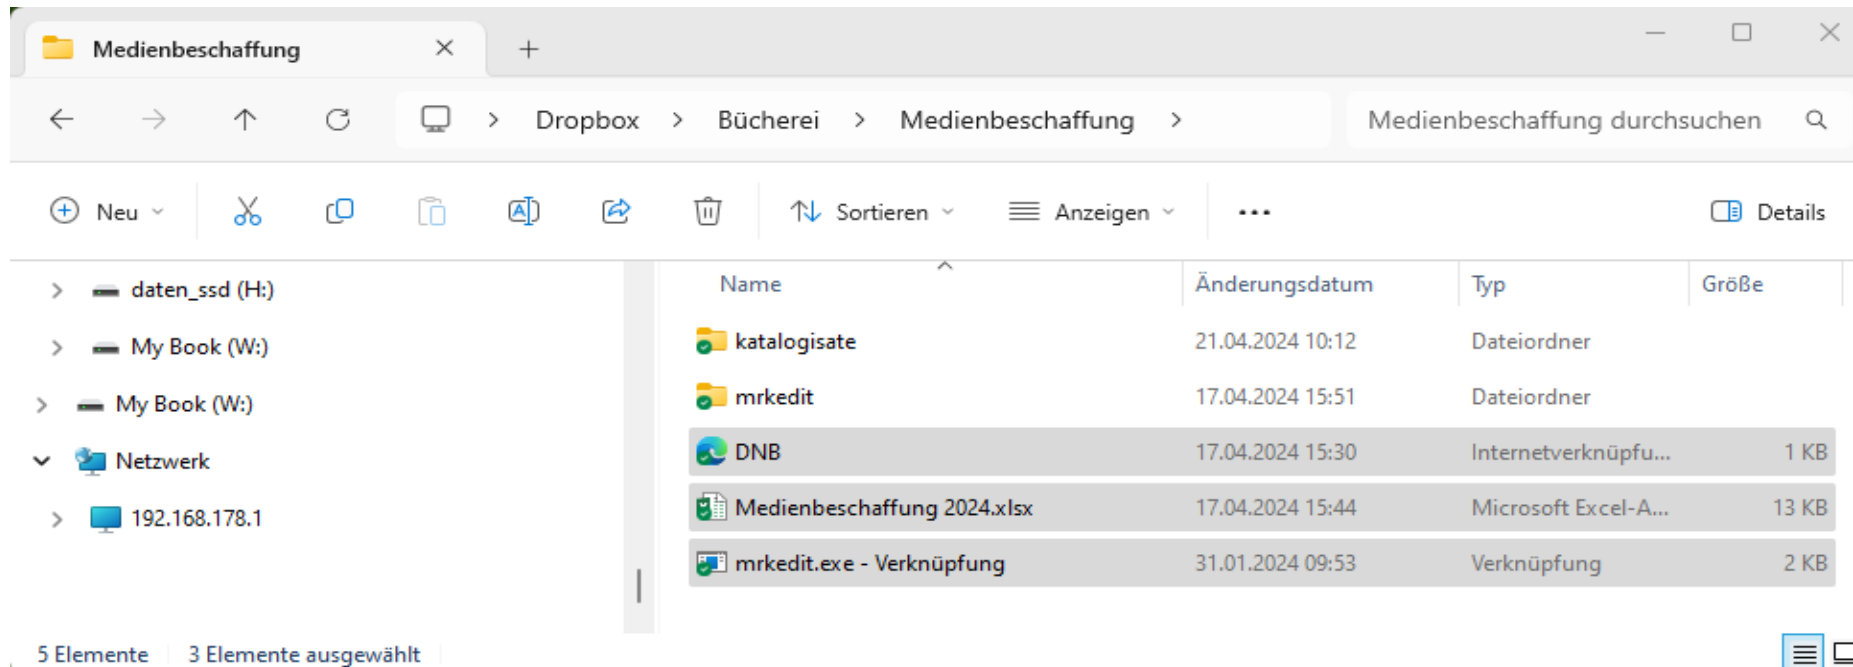 Medienbeschaffung
Dropbox > Bücherei > Medienbeschaffung > Medienbeschaffung durchsuchen
Neu Sortieren Anzeigen ... Details
Name Änderungsdatum Typ Größe
daten_ssd (H:)
My Book (W:)
My Book (W:)
Netzwerk
192.168.178.1
katalogisate 21.04.2024 10:12 Dateiordner
mrkedit 17.04.2024 15:51 Dateiordner
DNB 17.04.2024 15:30 Internetverknüpfu... 1 KB
Medienbeschaffung 2024.xlsx 17.04.2024 15:44 Microsoft Excel-A... 13 KB
mrkedit.exe - Verknüpfung 31.01.2024 09:53 Verknüpfung 2 KB
5 Elemente 3 Elemente ausgewählt